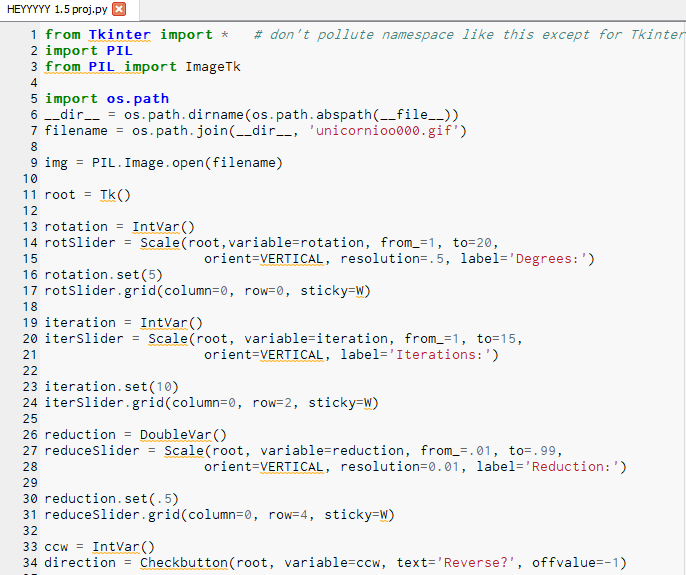 HEYYYYY 1.5 proj.py
1 from Tkinter import *   # don't pollute namespace like this except for Tkinter
2 import PIL
3 from PIL import ImageTk
4
5 import os.path
6 __dir__ = os.path.dirname(os.path.abspath(__file__))
7 filename = os.path.join(__dir__, 'unicornioo000.gif')
8
9 img = PIL.Image.open(filename)
10
11 root = Tk()
12
13 rotation = IntVar()
14 rotSlider = Scale(root,variable=rotation, from_=1, to=20,
15                     orient=VERTICAL, resolution=.5, label='Degrees:')
16 rotation.set(5)
17 rotSlider.grid(column=0, row=0, sticky=W)
18
19 iteration = IntVar()
20 iterSlider = Scale(root, variable=iteration, from_=1, to=15,
21                     orient=VERTICAL, label='Iterations:')
22
23 iteration.set(10)
24 iterSlider.grid(column=0, row=2, sticky=W)
25
26 reduction = DoubleVar()
27 reduceSlider = Scale(root, variable=reduction, from_=.01, to=.99,
28                     orient=VERTICAL, resolution=0.01, label='Reduction:')
29
30 reduction.set(.5)
31 reduceSlider.grid(column=0, row=4, sticky=W)
32
33 ccw = IntVar()
34 direction = Checkbutton(root, variable=ccw, text='Reverse?', offvalue=-1)